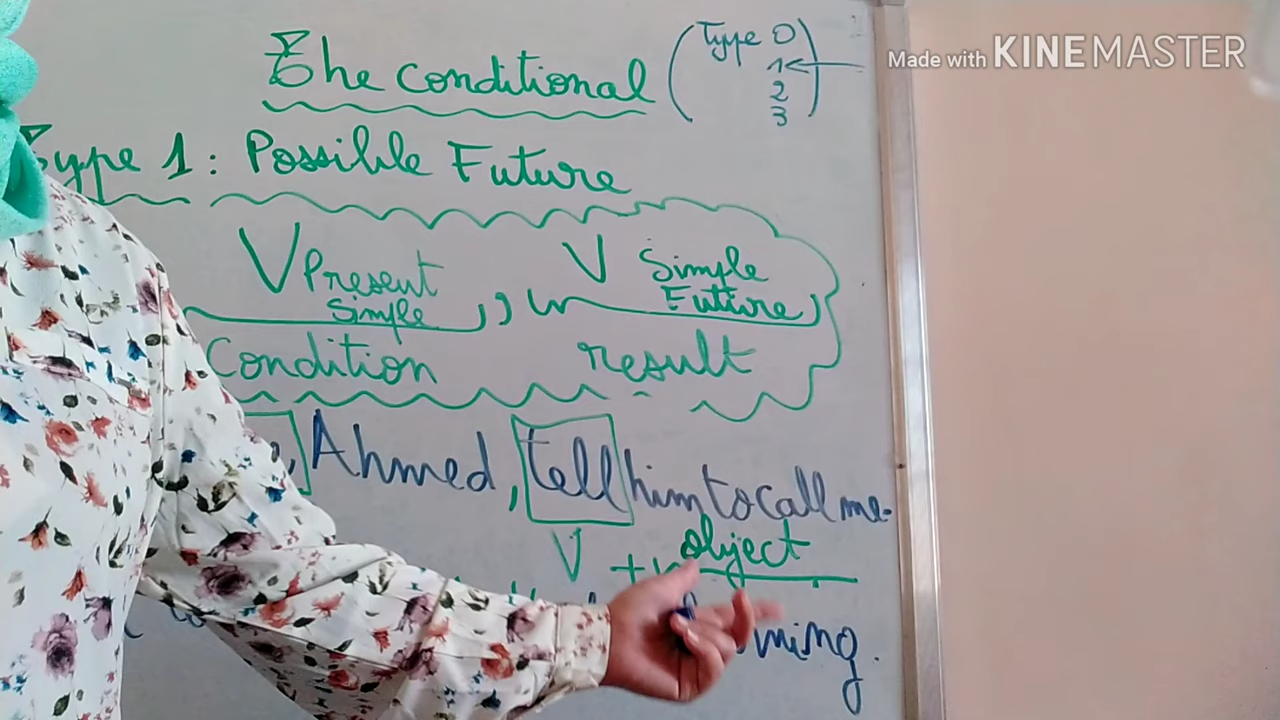 The conditional (Type 0
1
2
3)
Made with KINEMASTER
Type 1: Possible Future
V Present Simple, V Simple Future
Condition result
Ahmed, tell him to call me.
V + object